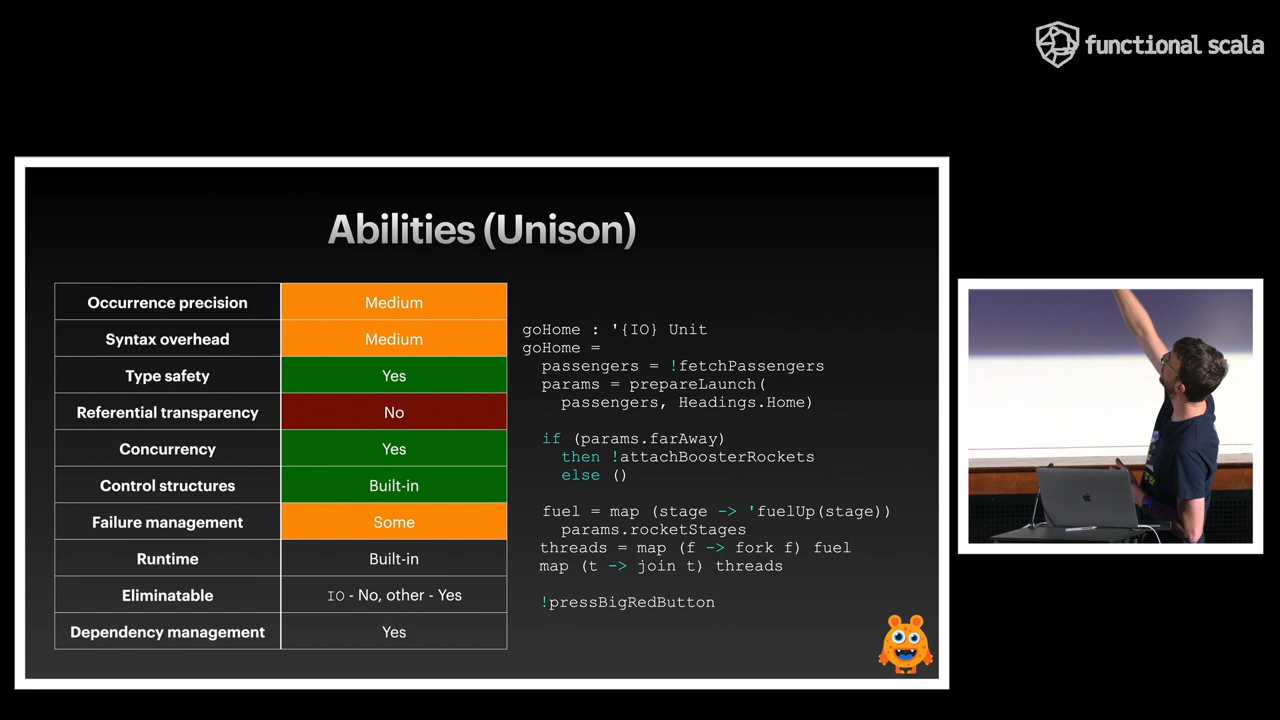 functional scala
Abilities (Unison)
Occurrence precision Medium
Syntax overhead Medium
Type safety Yes
Referential transparency No
Concurrency Yes
Control structures Built-in
Failure management Some
Runtime Built-in
Eliminatable IO - No, other - Yes
Dependency management Yes
goHome : '{IO} Unit
goHome =
passengers = !fetchPassengers
params = prepareLaunch(
passengers, Headings.Home)
if (params.farAway)
then !attachBoosterRockets
else ()
fuel = map (stage -> 'fuelUp(stage))
params.rocketStages
threads = map (f -> fork f) fuel
map (t -> join t) threads
!pressBigRedButton